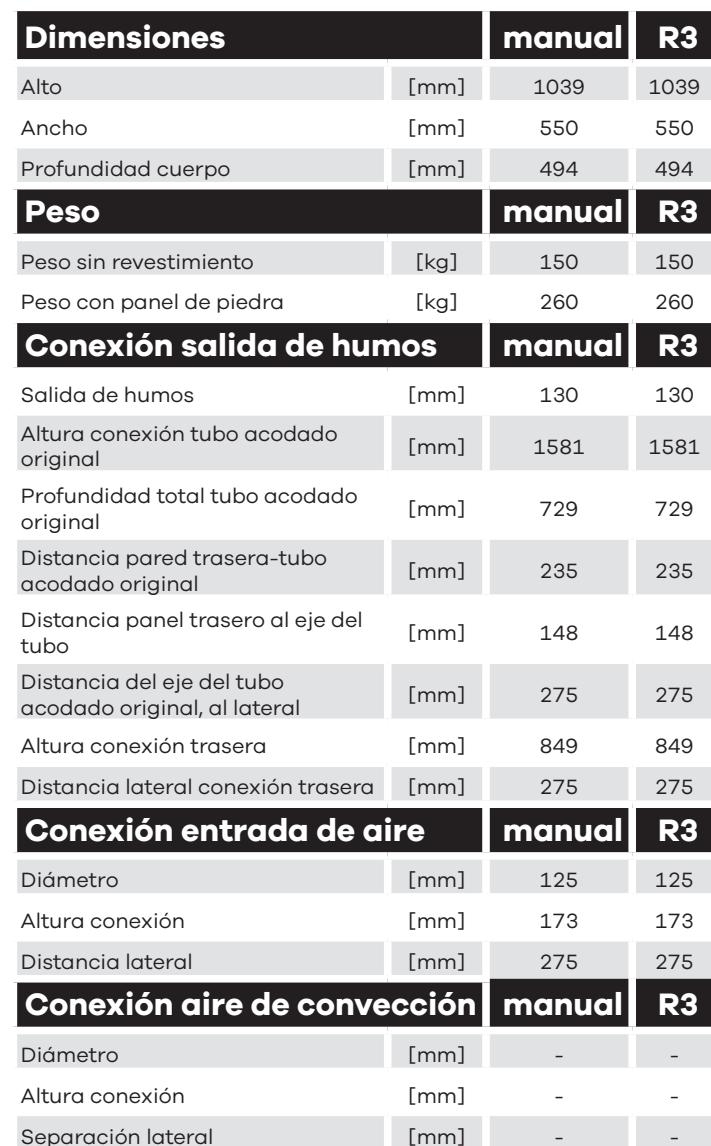 Dimensiones manual R3
Alto [mm] 1039 1039
Ancho [mm] 550 550
Profundidad cuerpo [mm] 494 494
Peso manual R3
Peso sin revestimiento [kg] 150 150
Peso con panel de piedra [kg] 260 260
Conexión salida de humos manual R3
Salida de humos [mm] 130 130
Altura conexión tubo acodado
original [mm] 1581 1581
Profundidad total tubo acodado
original [mm] 729 729
Distancia pared trasera-tubo
acodado original [mm] 235 235
Distancia panel trasero al eje del
tubo [mm] 148 148
Distancia del eje del tubo
acodado original, al lateral [mm] 275 275
Altura conexión trasera [mm] 849 849
Distancia lateral conexión trasera [mm] 275 275
Conexión entrada de aire manual R3
Diámetro [mm] 125 125
Altura conexión [mm] 173 173
Distancia lateral [mm] 275 275
Conexión aire de convección manual R3
Diámetro [mm] - -
Altura conexión [mm] - -
Separación lateral [mm] - -